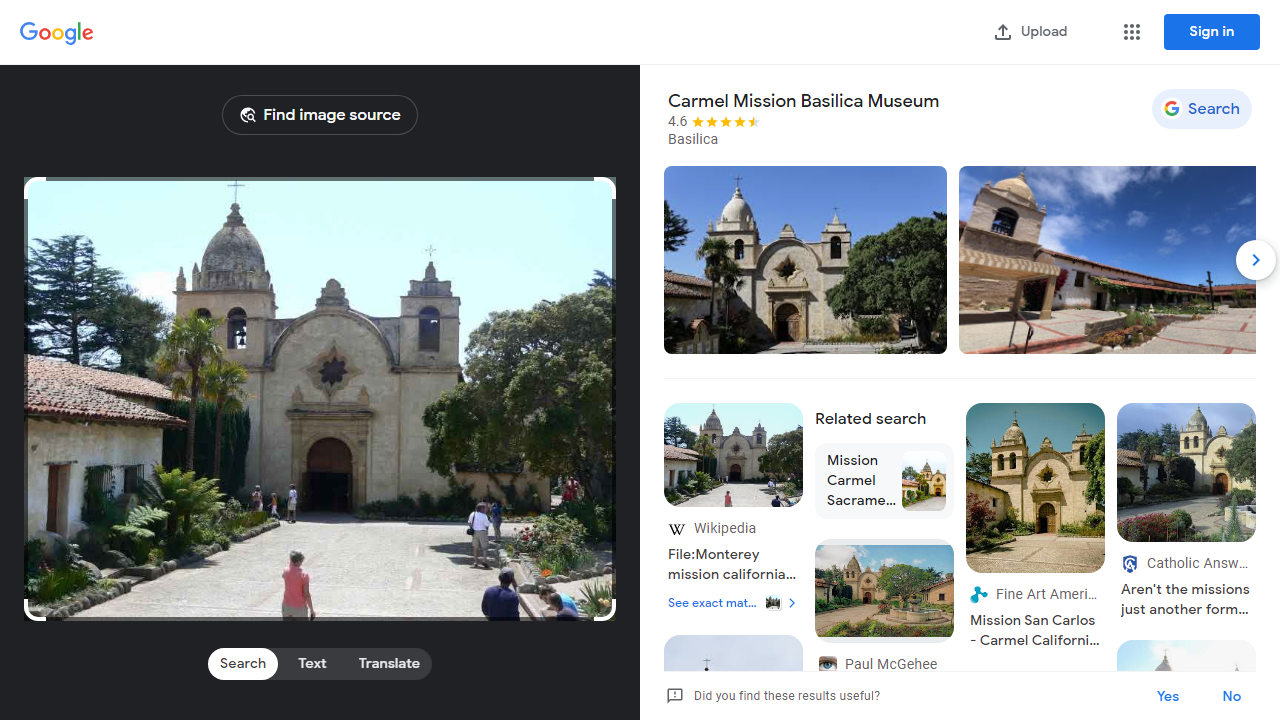 Google
Upload
Sign in
Find image source
Search
Text
Translate
Carmel Mission Basilica Museum
4.6
Basilica
Search
Wikipedia
File:Monterey
mission california...
See exact mat...
Related search
Mission
Carmel
Sacrame...
Paul McGehee
Fine Art Ameri...
Mission San Carlos
- Carmel Californi...
Catholic Answ...
Aren't the missions
just another form...
Did you find these results useful?
Yes
No